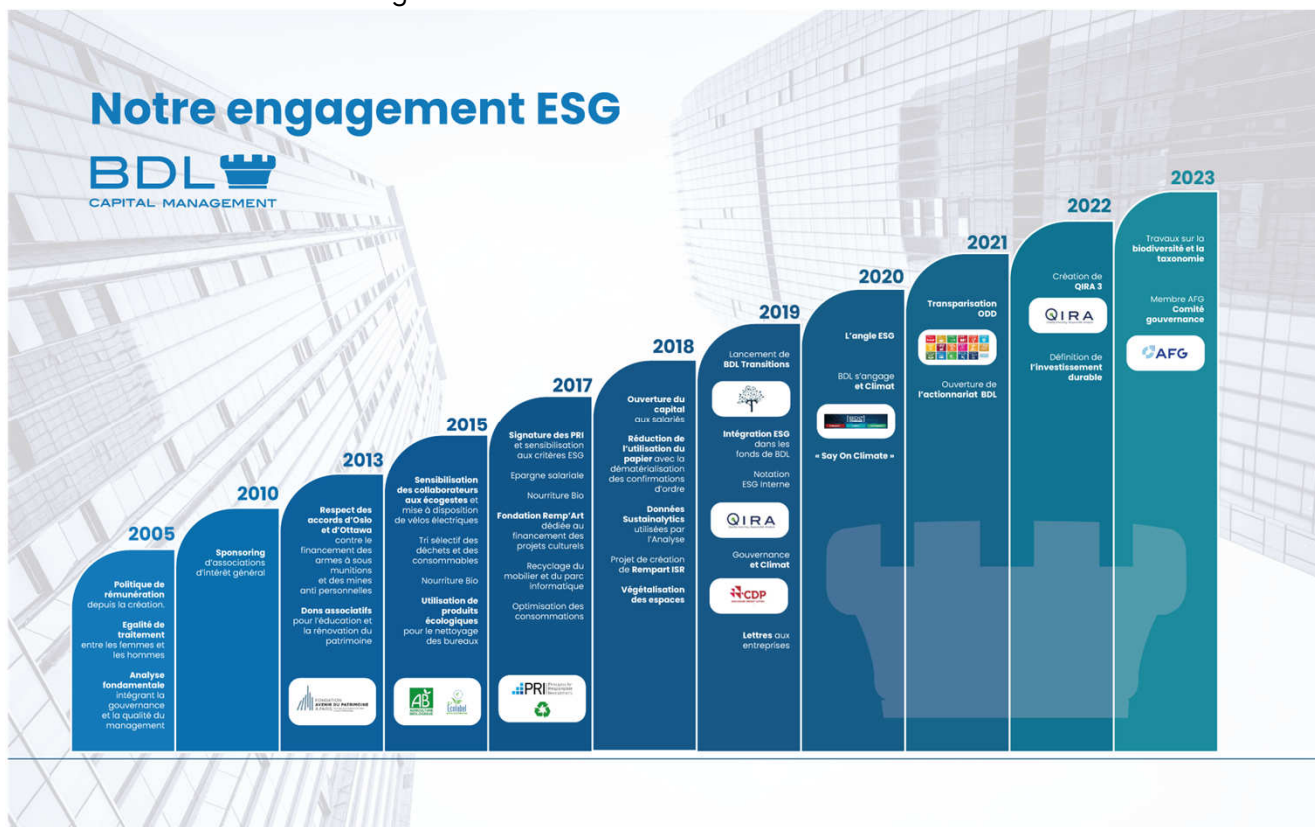 Notre engagement ESG
BDL
CAPITAL MANAGEMENT
2005
Politique de
rémunération
depuis la création.
Egalité de
traitement
entre les femmes et
les hommes
Analyse
fondamentale
intégrant la
gouvernance
et la qualité du
management
2010
Sponsoring
d'associations
d'intérêt général
2013
Respect des
accords d'Oslo
et d'Ottawa
contre le
financement des
armes à sous
munitions
et des mines
anti personnelles
Dons associatifs
pour l'éducation et
la rénovation du
patrimoine
FONDATION
AVENIR DU PATRIMOINE
À PARIS
2015
Sensibilisation
des collaborateurs
aux écogestes et
mise à disposition
de vélos électriques
Tri sélectif des
déchets et des
consommables
Nourriture Bio
Utilisation de
produits
écologiques
pour le nettoyage
des bureaux
AB
AGRICULTURE
BIOLOGIQUE
Ecolabel
2017
Signature des PRI
et sensibilisation
aux critères ESG
Epargne salariale
Nourriture Bio
Fondation Remp'Art
dédiée au
financement des
projets culturels
Recyclage du
mobilier et du parc
informatique
Optimisation des
consommations
PRI Principles for
Responsible
Investment
2018
Ouverture du
capital
aux salariés
Réduction de
l'utilisation du
papier avec la
dématérialisation
des confirmations
d'ordre
Données
Sustainalytics
utilisées par
l'Analyse
Projet de création
de Rempart ISR
Végétalisation
des espaces
2019
Lancement de
BDL Transitions
Intégration ESG
dans les
fonds de BDL
Notation
ESG Interne
QIRA
Gouvernance
et Climat
CDP
Lettres aux
entreprises
2020
L'angle ESG
BDL s'angage
et Climat
« Say On Climate »
2021
Transparisation
ODD
Ouverture de
l'actionnariat BDL
2022
Création de
QIRA 3
QIRA
Définition de
l'investissement
durable
2023
Travaux sur la
biodiversité et la
taxonomie
Membre AFG
Comité
gouvernance
AFG